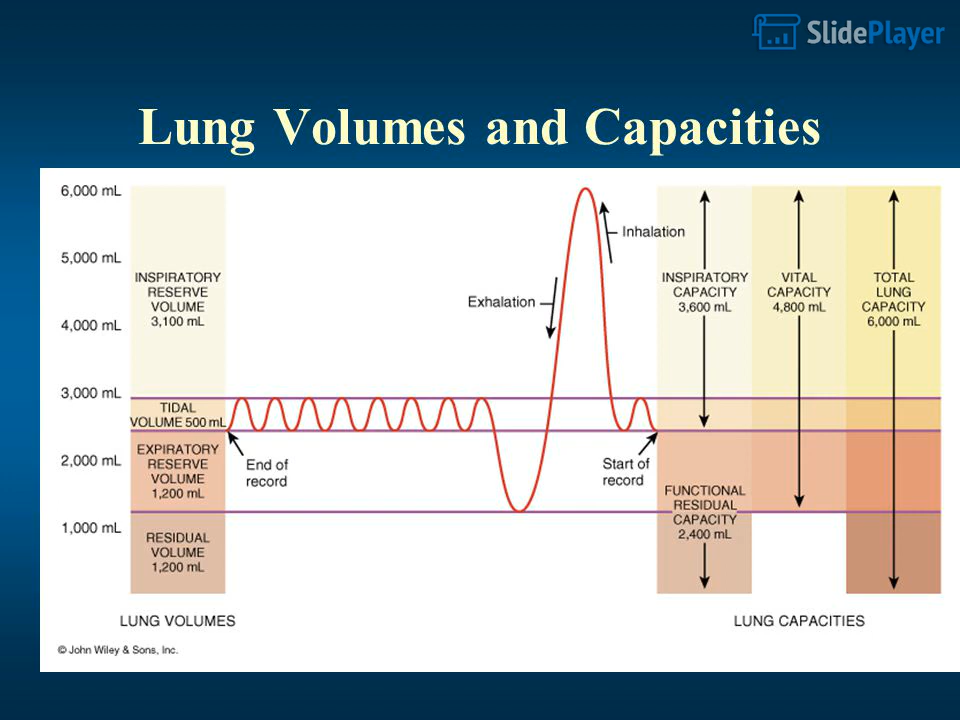 SlidePlayer
Lung Volumes and Capacities
6,000 mL
5,000 mL
4,000 mL
3,000 mL
2,000 mL
1,000 mL
INSPIRATORY
RESERVE
VOLUME
3,100 mL
TIDAL
VOLUME 500 mL
EXPIRATORY
RESERVE
VOLUME
1,200 mL
RESIDUAL
VOLUME
1,200 mL
LUNG VOLUMES
End of
record
Exhalation
Inhalation
Start of
record
INSPIRATORY
CAPACITY
3,600 mL
FUNCTIONAL
RESIDUAL
CAPACITY
2,400 mL
VITAL
CAPACITY
4,800 mL
TOTAL
LUNG
CAPACITY
6,000 mL
LUNG CAPACITIES
© John Wiley & Sons, Inc.